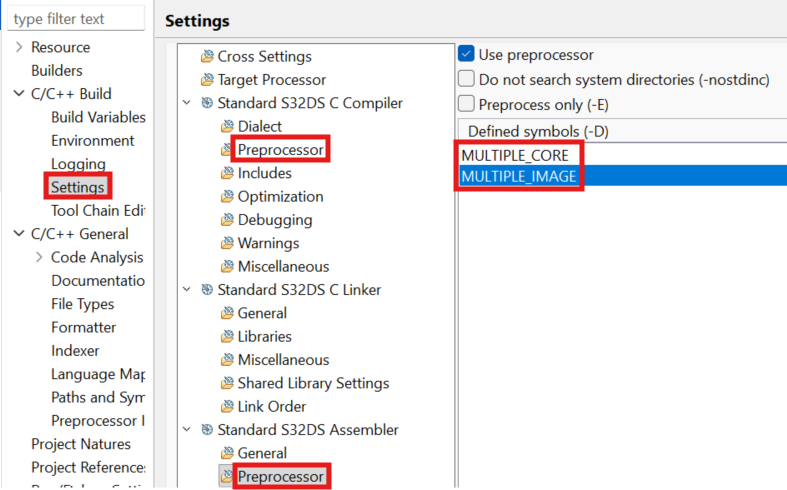 type filter text
Resource
Builders
C/C++ Build
Build Variables
Environment
Logging
Settings
Tool Chain Edi
C/C++ General
Code Analysis
Documentatio
File Types
Formatter
Indexer
Language Map
Paths and Sym
Preprocessor I
Project Natures
Project Reference
Settings
Cross Settings
Target Processor
Standard S32DS C Compiler
Dialect
Preprocessor
Includes
Optimization
Debugging
Warnings
Miscellaneous
Standard S32DS C Linker
General
Libraries
Miscellaneous
Shared Library Settings
Link Order
Standard S32DS Assembler
General
Preprocessor
Use preprocessor
Do not search system directories (-nostdinc)
Preprocess only (-E)
Defined symbols (-D)
MULTIPLE_CORE
MULTIPLE_IMAGE